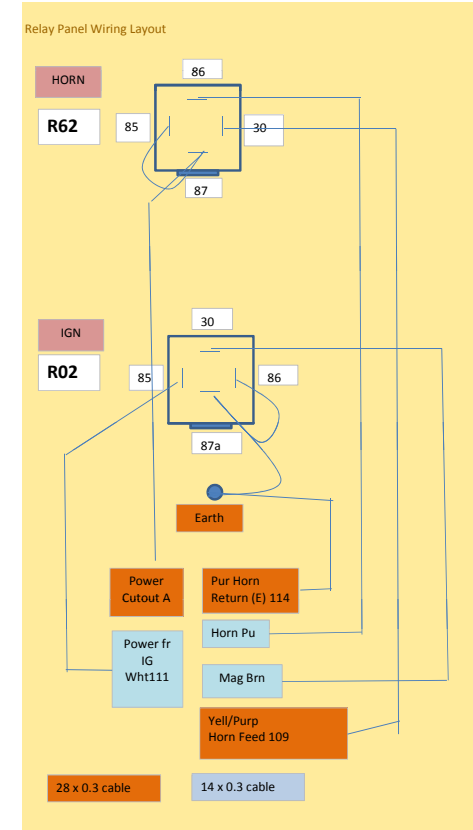 Relay Panel Wiring Layout
86
HORN
R62
85
30
87
30
IGN
R02
85
86
87a
Earth
Power
Cutout A
Pur Horn
Return (E) 114
Horn Pu
Power fr
IG
Wht111
Mag Brn
Yell/Purp
Horn Feed 109
28 x 0.3 cable
14 x 0.3 cable